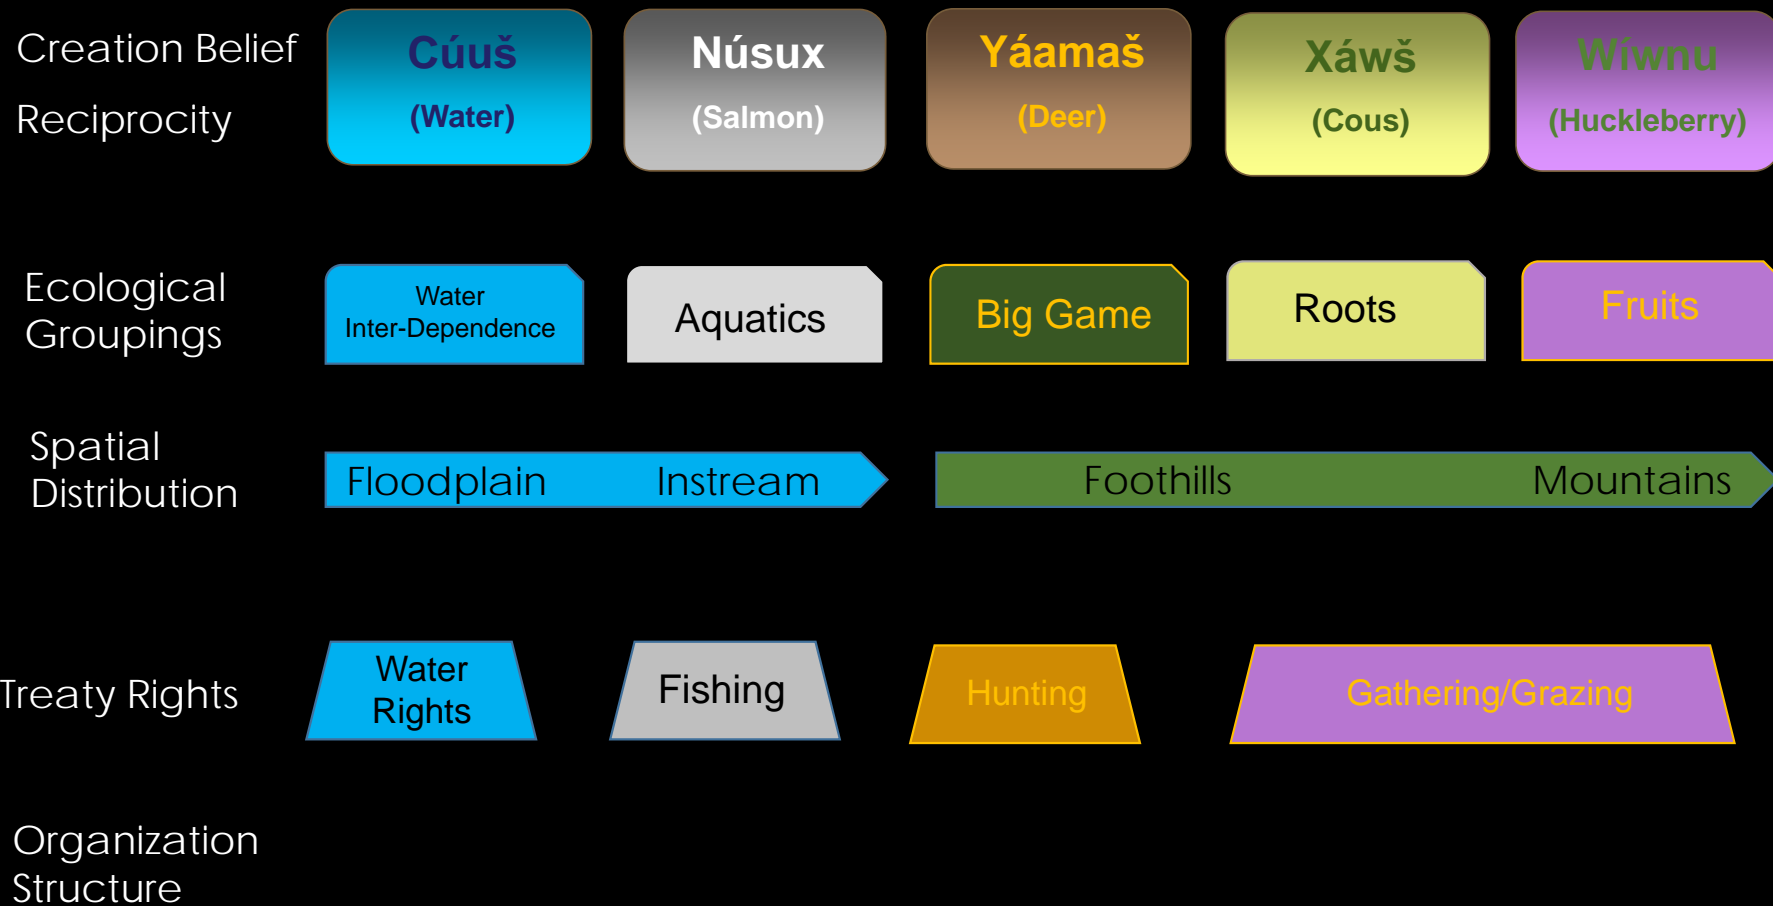 Creation Belief
Reciprocity
Cúuš
(Water)
Núsux
(Salmon)
Yáamaš
(Deer)
Xáwš
(Cous)
Wíwnu
(Huckleberry)
Ecological
Groupings
Water
Inter-Dependence
Aquatics
Big Game
Roots
Fruits
Spatial
Distribution
Floodplain
Instream
Foothills
Mountains
Treaty Rights
Water
Rights
Fishing
Hunting
Gathering/Grazing
Organization
Structure